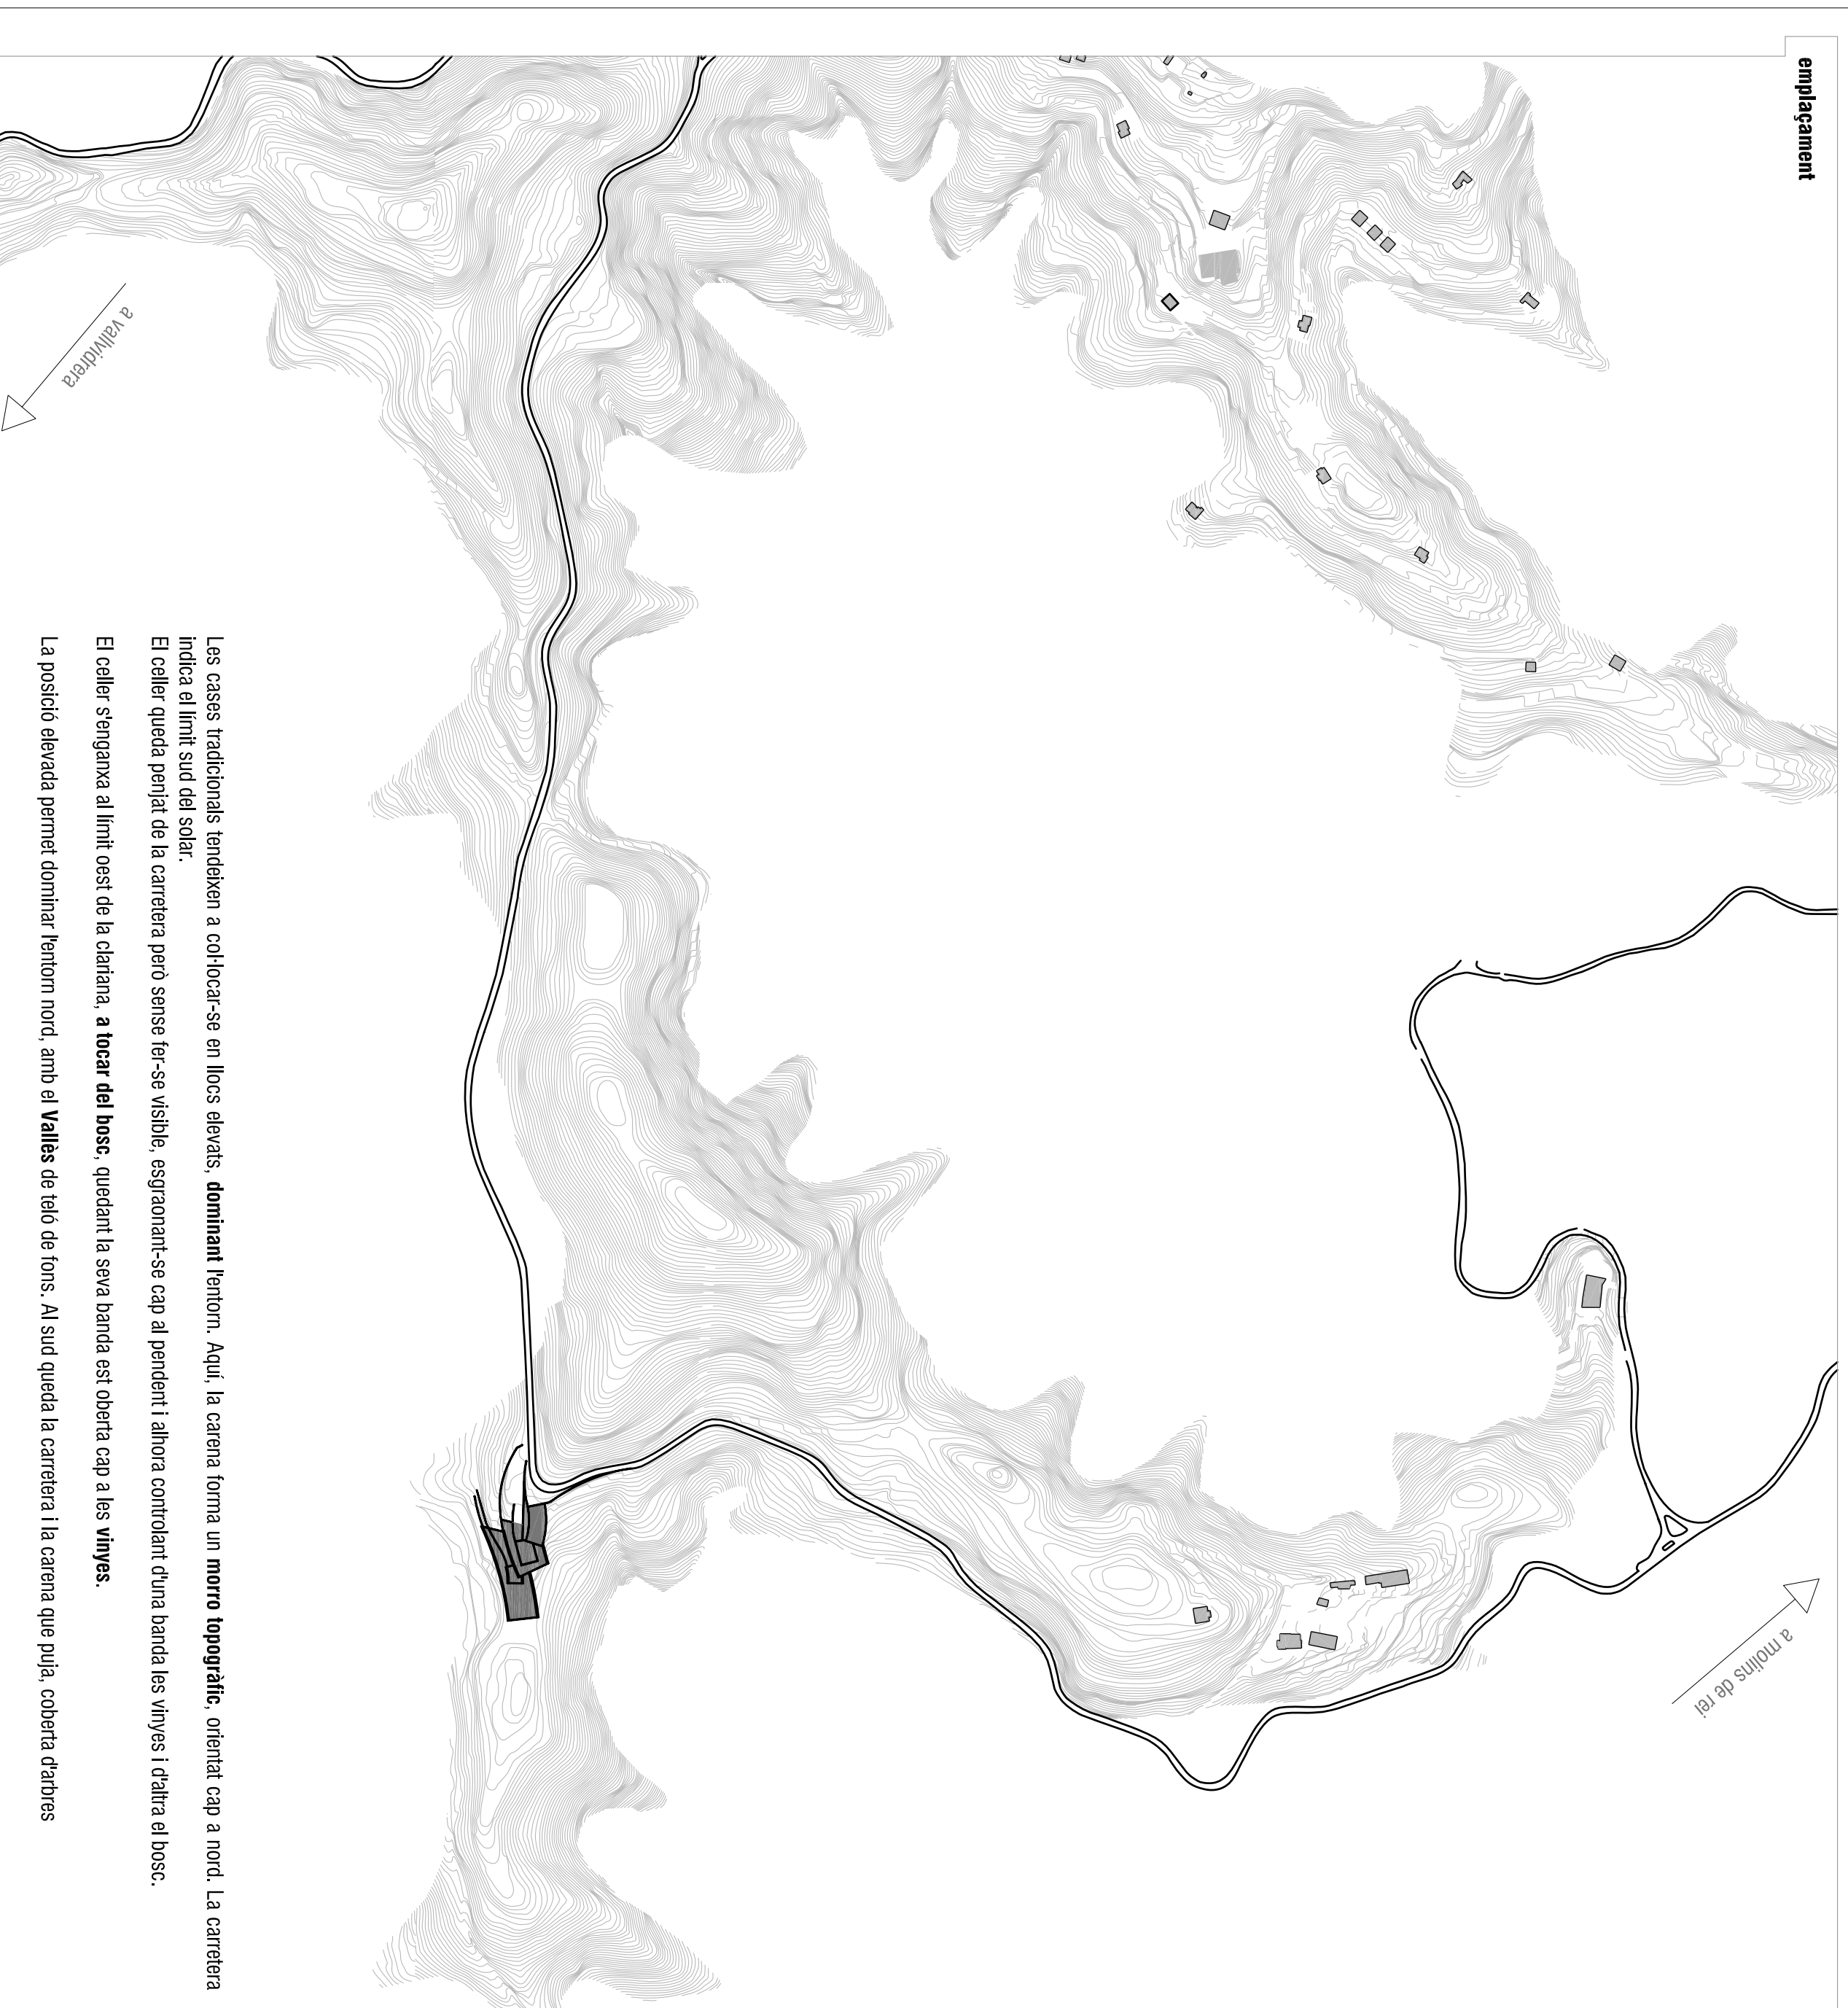 emplaçament
a vallvidrera
a molins de rei
Les cases tradicionals tendeixen a col·locar-se en llocs elevats, dominant l'entorn. Aquí, la carena forma un morro topogràfic, orientat cap a nord. La carretera
indica el límit sud del solar.
El celler queda penjat de la carretera però sense fer-se visible, esgraonant-se cap al pendent i alhora controlant d'una banda les vinyes i d'altra el bosc.
El celler s'enganxa al límit oest de la clariana, a tocar del bosc, quedant la seva banda est oberta cap a les vinyes.
La posició elevada permet dominar l'entorn nord, amb el Vallès de teló de fons. Al sud queda la carretera i la carena que puja, coberta d'arbres